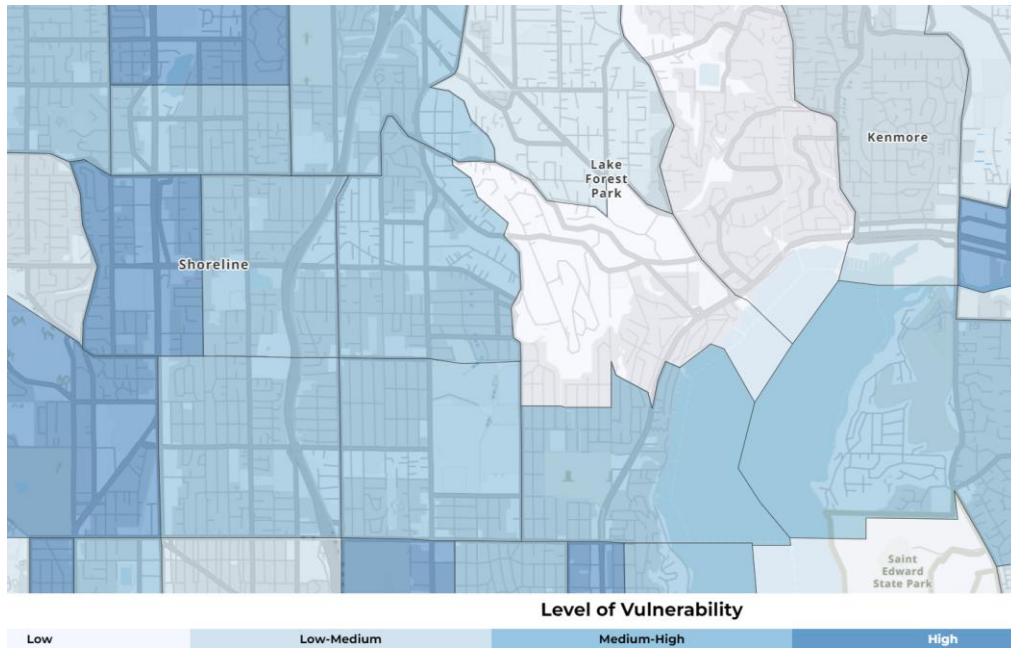 Kenmore
Lake
Forest
Park
Shoreline
Saint
Edward
State Park
Level of Vulnerability
Low
Low-Medium
Medium-High
High